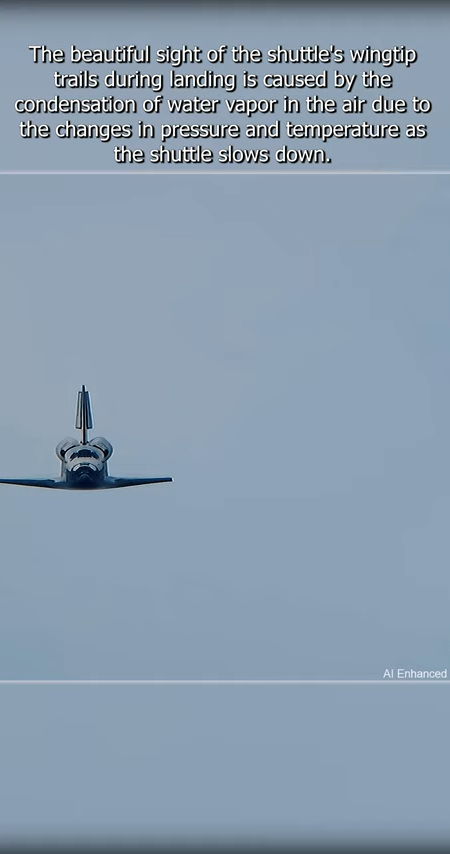 The beautiful sight of the shuttle's wingtip
trails during landing is caused by the
condensation of water vapor in the air due to
the changes in pressure and temperature as
the shuttle slows down.
AI Enhanced